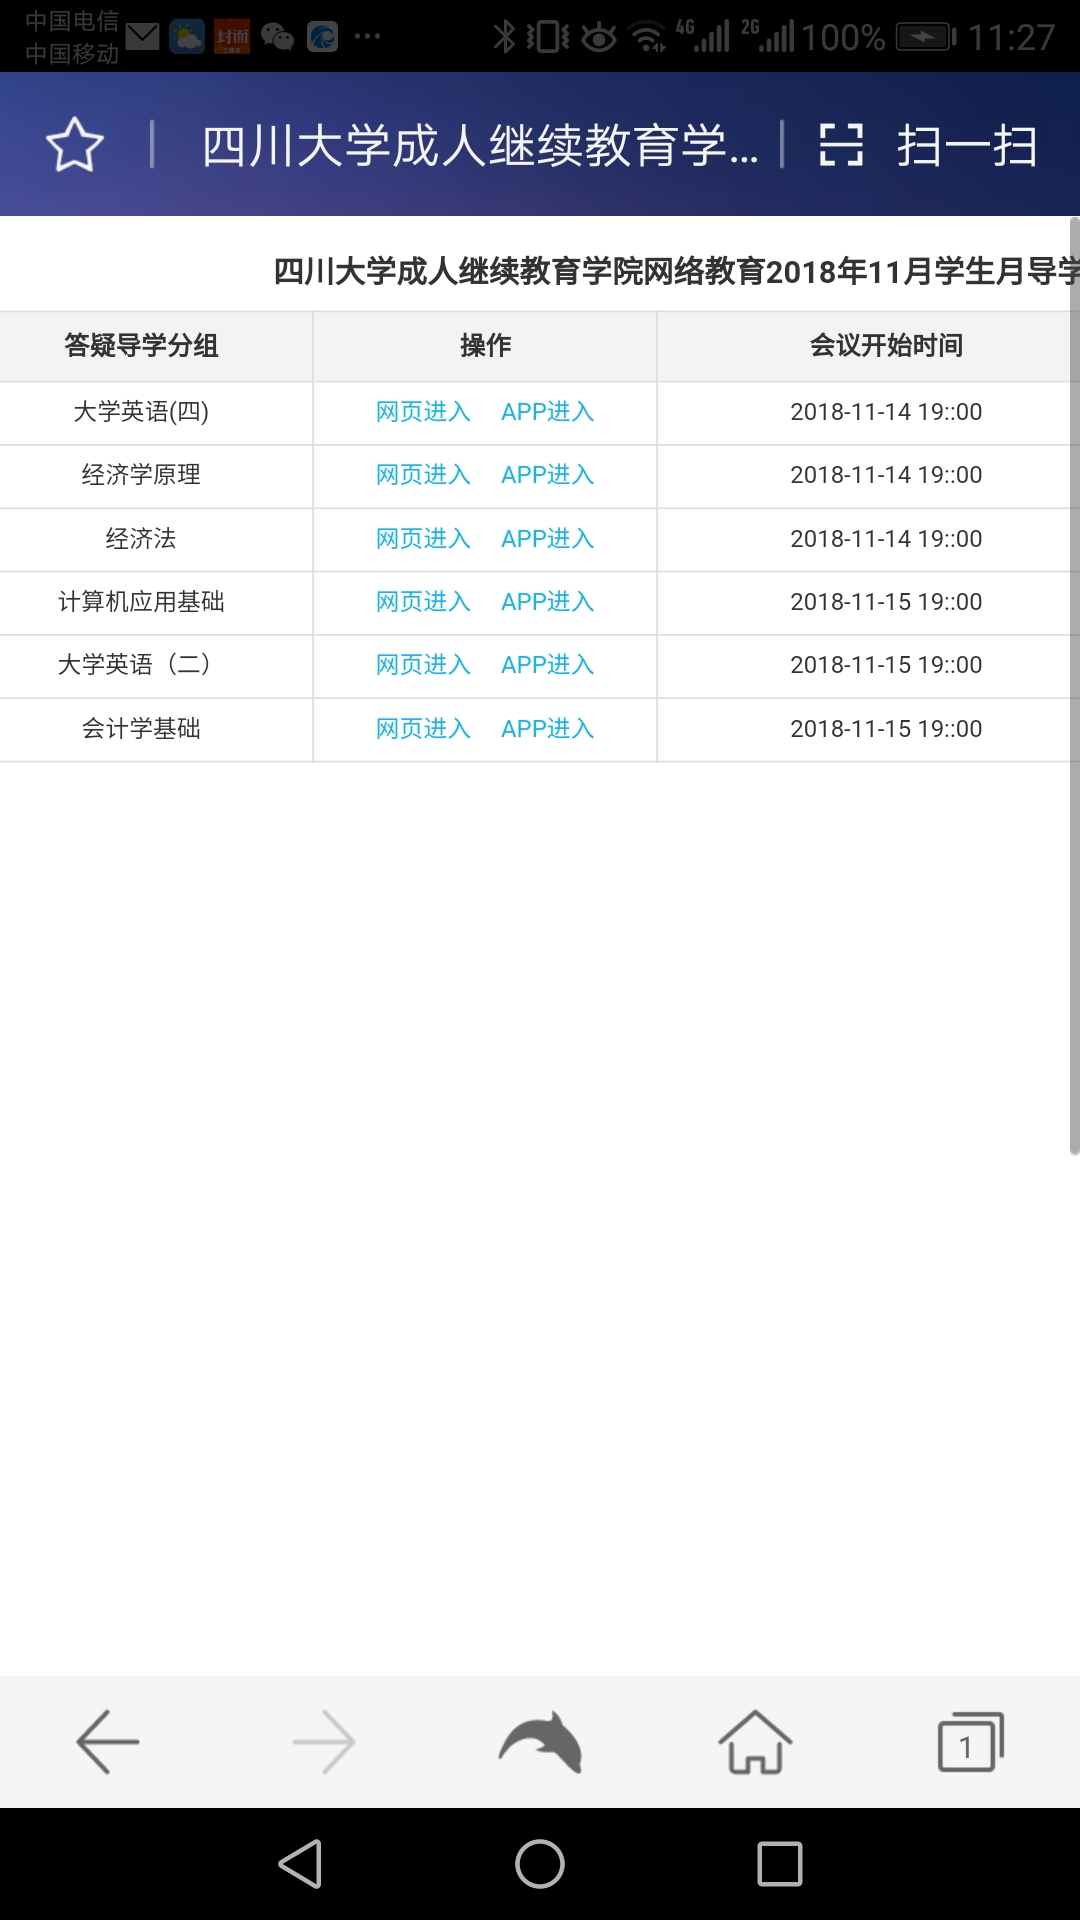 中国电信
中国移动
封面
4G 2G 100% 11:27
四川大学成人继续教育学... 扫一扫
四川大学成人继续教育学院网络教育2018年11月学生月导学
答疑导学分组 操作 会议开始时间
大学英语(四) 网页进入 APP进入 2018-11-14 19::00
经济学原理 网页进入 APP进入 2018-11-14 19::00
经济法 网页进入 APP进入 2018-11-14 19::00
计算机应用基础 网页进入 APP进入 2018-11-15 19::00
大学英语（二） 网页进入 APP进入 2018-11-15 19::00
会计学基础 网页进入 APP进入 2018-11-15 19::00
1